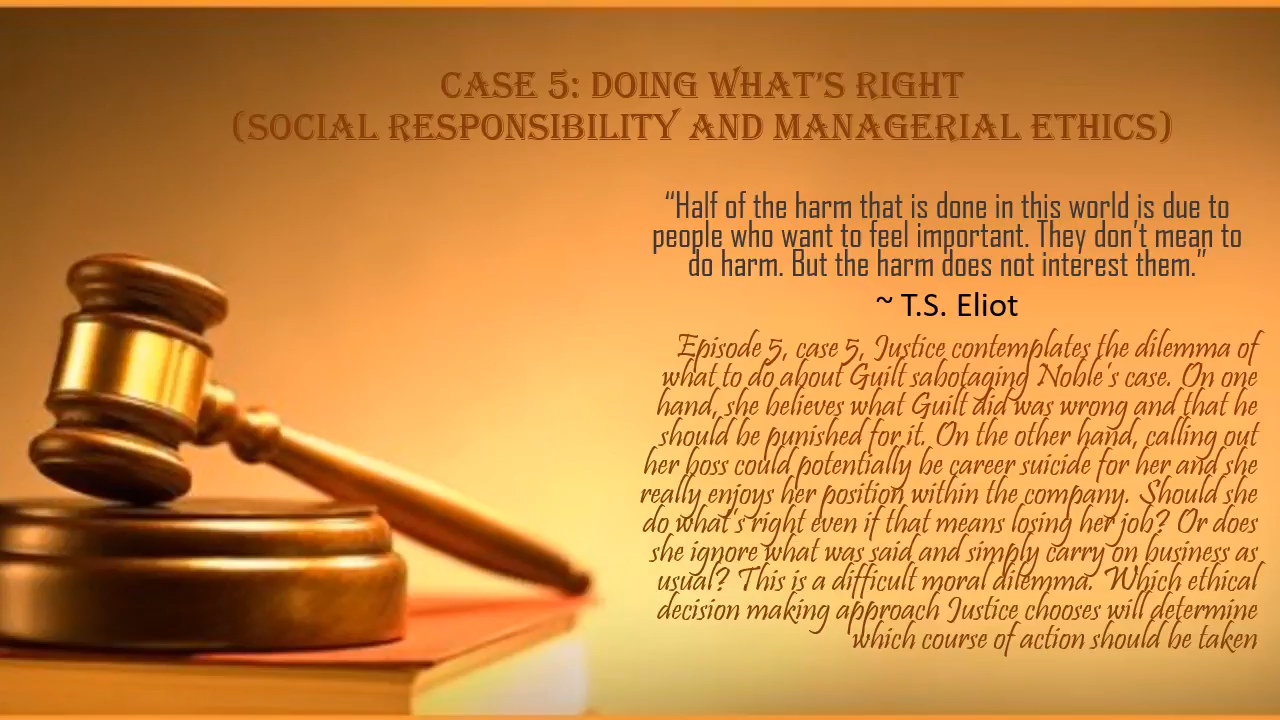 CASE 5: DOING WHAT'S RIGHT
(SOCIAL RESPONSIBILITY AND MANAGERIAL ETHICS)
“Half of the harm that is done in this world is due to
people who want to feel important. They don’t mean to
do harm. But the harm does not interest them.”
~ T.S. Eliot
Episode 5, case 5, Justice contemplates the dilemma of
what to do about Guilt sabotaging Noble’s case. On one
hand, she believes what Guilt did was wrong and that he
should be punished for it. On the other hand, calling out
her boss could potentially be career suicide for her and she
really enjoys her position within the company. Should she
do what’s right even if that means losing her job? Or does
she ignore what was said and simply carry on business as
usual? This is a difficult moral dilemma. Which ethical
decision making approach Justice chooses will determine
which course of action should be taken